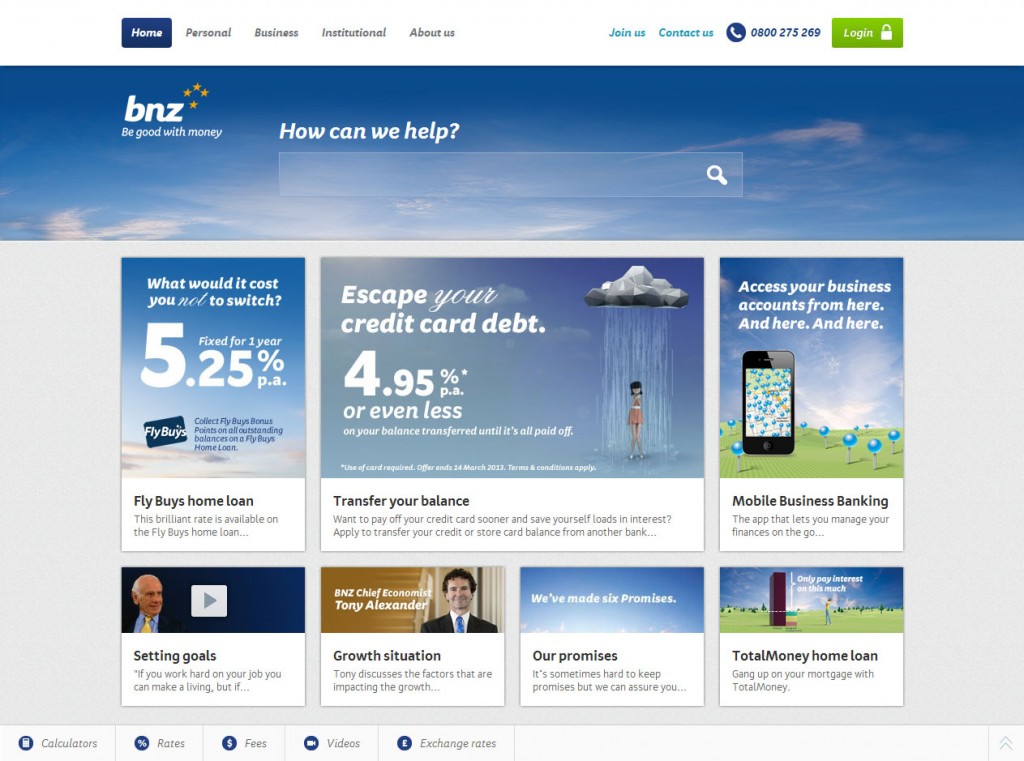 Home Personal Business Institutional About us Join us Contact us 0800 275 269 Login
bnz
Be good with money
How can we help?
What would it cost
you not to switch?
Fixed for 1 year
5.25% p.a.
Fly Buys
Collect Fly Buys Bonus
Points on all outstanding
balances on a Fly Buys
Home Loan.
Fly Buys home loan
This brilliant rate is available on
the Fly Buys home loan...
Escape your
credit card debt.
4.95%* p.a.
or even less
on your balance transferred until it's all paid off.
*Use of card required. Offer ends 14 March 2013. Terms & conditions apply.
Transfer your balance
Want to pay off your credit card sooner and save yourself loads in interest?
Apply to transfer your credit or store card balance from another bank...
Access your business
accounts from here.
And here. And here.
Mobile Business Banking
The app that lets you manage your
finances on the go...
Setting goals
"If you work hard on your job you
can make a living, but if...
BNZ Chief Economist
Tony Alexander
Growth situation
Tony discusses the factors that are
impacting the growth...
We've made six Promises.
Our promises
It's sometimes hard to keep
promises but we can assure you...
Only pay interest
on this much
TotalMoney home loan
Gang up on your mortgage with
TotalMoney.
Calculators % Rates $ Fees Videos £ Exchange rates